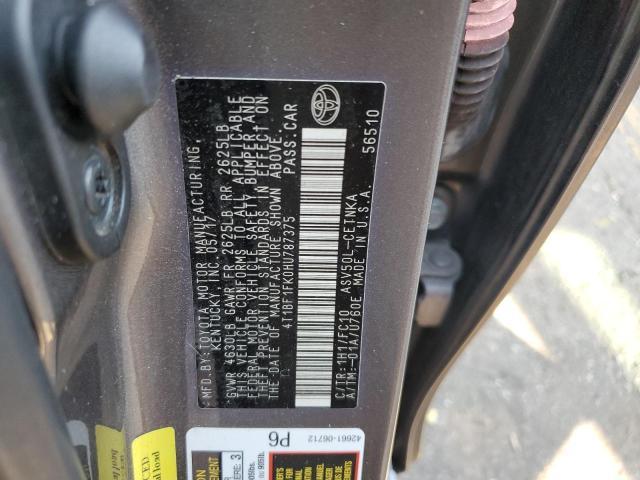 MFD. BY: TOYOTA MOTOR MANUFACTURING,
KENTUCKY, INC. 05/17
GVWR 4630LB GAWR FR 2625LB RR 2625LB
THIS VEHICLE CONFORMS TO ALL APPLICABLE
FEDERAL MOTOR VEHICLE SAFETY, BUMPER, AND
THEFT PREVENTION STANDARDS IN EFFECT ON
THE DATE OF MANUFACTURE SHOWN ABOVE.
4T1BF1FK0HU787375 PASS. CAR
C/TR: 1H1/FC10 ASV50L-CETNKA
A/TM: -01A/U760E MADE IN U.S.A.
56510
42661-06712
P6
3